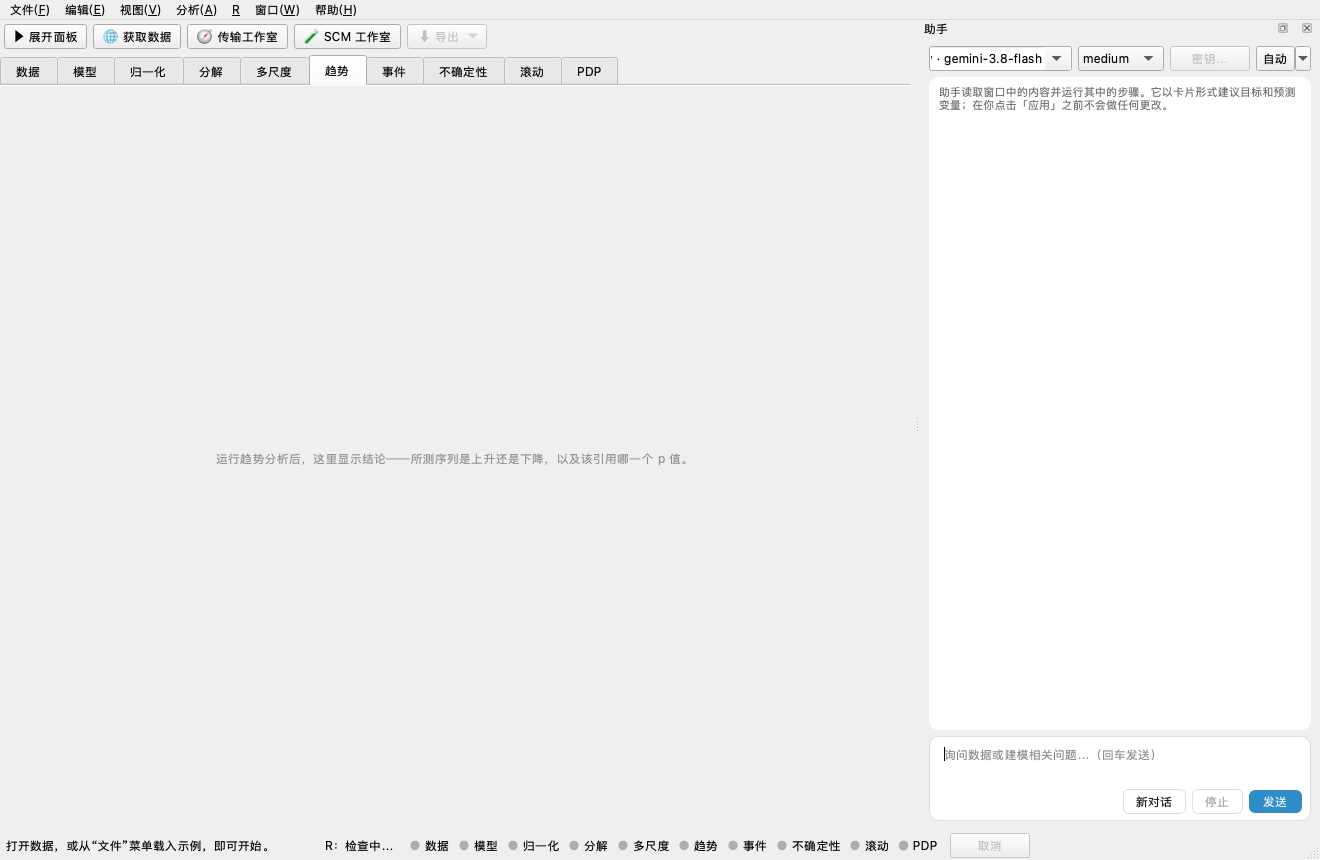 文件(F) 编辑(E) 视图(V) 分析(A) R 窗口(W) 帮助(H)
展开面板 获取数据 传输工作室 SCM 工作室 导出
数据 模型 归一化 分解 多尺度 趋势 事件 不确定性 滚动 PDP
运行趋势分析后，这里显示结论——所测序列是上升还是下降，以及该引用哪一个 p 值。
助手
· gemini-3.8-flash medium 密钥... 自动
助手读取窗口中的内容并运行其中的步骤。它以卡片形式建议目标和预测
变量；在你点击「应用」之前不会做任何更改。
询问数据或建模相关问题...（回车发送）
新对话 停止 发送
打开数据，或从“文件”菜单载入示例，即可开始。 R：检查中... 数据 模型 归一化 分解 多尺度 趋势 事件 不确定性 滚动 PDP 取消